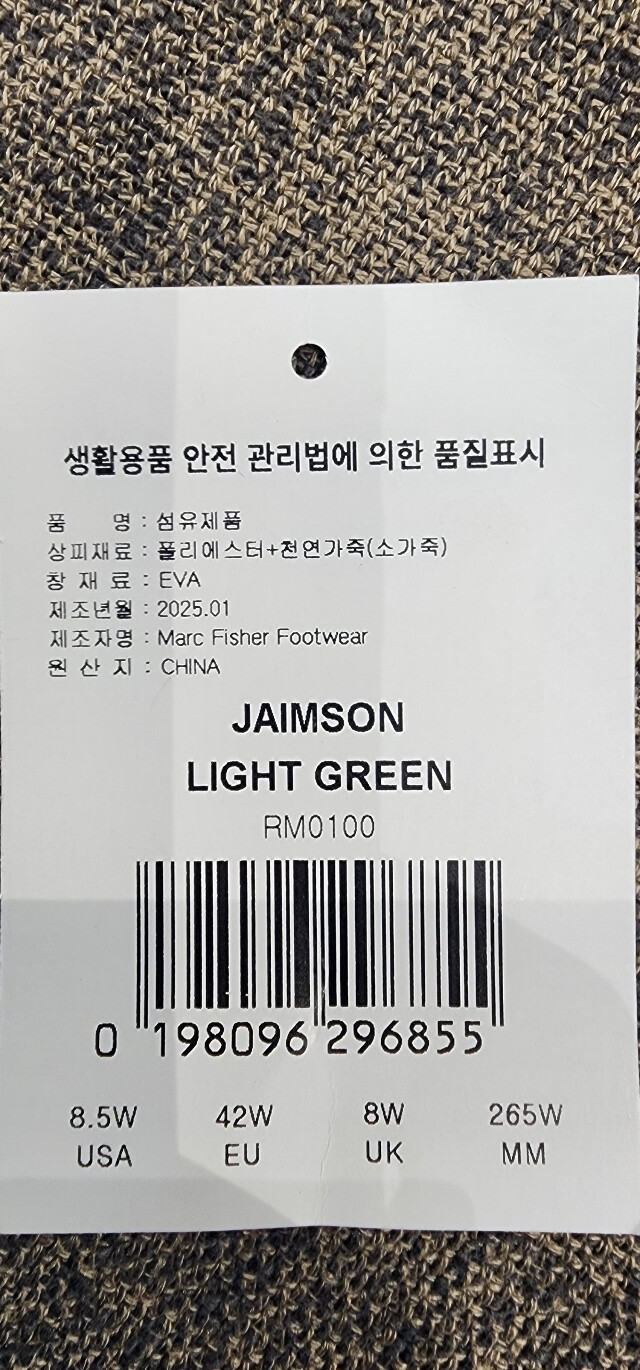 생활용품 안전 관리법에 의한 품질표시
품 명 : 섬유제품
상피재료 : 폴리에스터+천연가죽(소가죽)
창 재 료 : EVA
제조년월 : 2025.01
제조자명 : Marc Fisher Footwear
원 산 지 : CHINA
JAIMSON
LIGHT GREEN
RM0100
0 198096 296855
8.5W 42W 8W 265W
USA EU UK MM